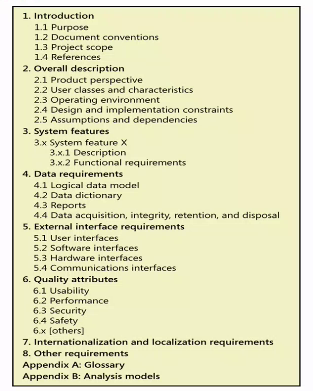 1. Introduction
1.1 Purpose
1.2 Document conventions
1.3 Project scope
1.4 References
2. Overall description
2.1 Product perspective
2.2 User classes and characteristics
2.3 Operating environment
2.4 Design and implementation constraints
2.5 Assumptions and dependencies
3. System features
3.x System feature X
3.x.1 Description
3.x.2 Functional requirements
4. Data requirements
4.1 Logical data model
4.2 Data dictionary
4.3 Reports
4.4 Data acquisition, integrity, retention, and disposal
5. External interface requirements
5.1 User interfaces
5.2 Software interfaces
5.3 Hardware interfaces
5.4 Communications interfaces
6. Quality attributes
6.1 Usability
6.2 Performance
6.3 Security
6.4 Safety
6.x [others]
7. Internationalization and localization requirements
8. Other requirements
Appendix A: Glossary
Appendix B: Analysis models